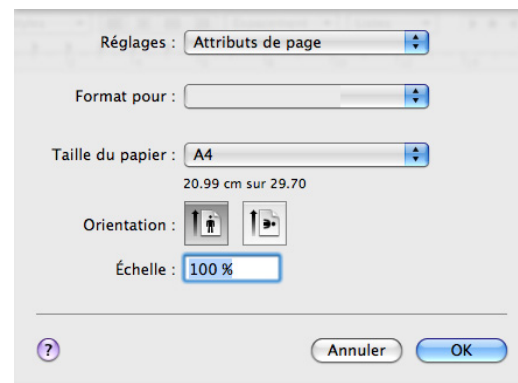 Réglages : Attributs de page
Format pour :
Taille du papier : A4
20.99 cm sur 29.70
Orientation :
Échelle : 100 %
? Annuler OK